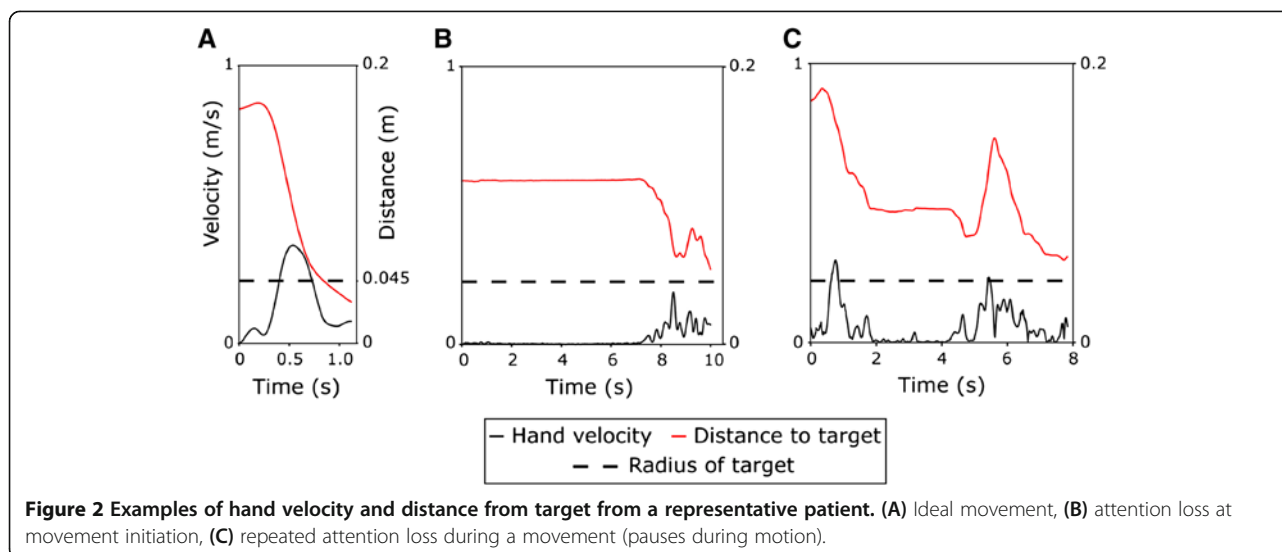 A
B
C
1
0.2
1
0.2
1
0.2
Velocity (m/s)
Distance (m)
0.045
0
0
0
0
0
0
0 0.5 1.0
0 2 4 6 8 10
0 2 4 6 8
Time (s)
Time (s)
Time (s)
Hand velocity Distance to target
Radius of target
Figure 2 Examples of hand velocity and distance from target from a representative patient. (A) Ideal movement, (B) attention loss at
movement initiation, (C) repeated attention loss during a movement (pauses during motion).